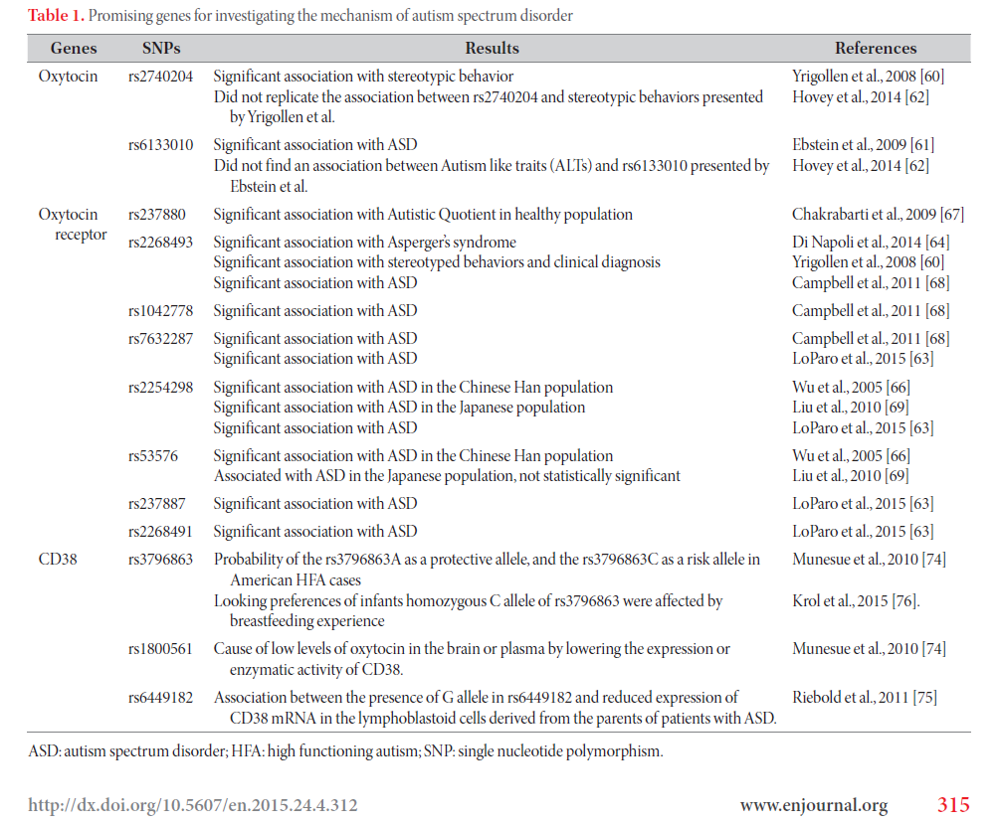 Table 1. Promising genes for investigating the mechanism of autism spectrum disorder
Genes SNPs Results References
Oxytocin rs2740204 Significant association with stereotypic behavior Yrigollen et al., 2008 [60]
Did not replicate the association between rs2740204 and stereotypic behaviors presented Hovey et al., 2014 [62]
by Yrigollen et al.
rs6133010 Significant association with ASD Ebstein et al., 2009 [61]
Did not find an association between Autism like traits (ALTs) and rs6133010 presented by Hovey et al., 2014 [62]
Ebstein et al.
Oxytocin rs237880 Significant association with Autistic Quotient in healthy population Chakrabarti et al., 2009 [67]
receptor rs2268493 Significant association with Asperger's syndrome Di Napoli et al., 2014 [64]
Significant association with stereotyped behaviors and clinical diagnosis Yrigollen et al., 2008 [60]
Significant association with ASD Campbell et al., 2011 [68]
rs1042778 Significant association with ASD Campbell et al., 2011 [68]
rs7632287 Significant association with ASD Campbell et al., 2011 [68]
Significant association with ASD LoParo et al., 2015 [63]
rs2254298 Significant association with ASD in the Chinese Han population Wu et al., 2005 [66]
Significant association with ASD in the Japanese population Liu et al., 2010 [69]
Significant association with ASD LoParo et al., 2015 [63]
rs53576 Significant association with ASD in the Chinese Han population Wu et al., 2005 [66]
Associated with ASD in the Japanese population, not statistically significant Liu et al., 2010 [69]
rs237887 Significant association with ASD LoParo et al., 2015 [63]
rs2268491 Significant association with ASD LoParo et al., 2015 [63]
CD38 rs3796863 Probability of the rs3796863A as a protective allele, and the rs3796863C as a risk allele in Munesue et al., 2010 [74]
American HFA cases
Looking preferences of infants homozygous C allele of rs3796863 were affected by Krol et al., 2015 [76].
breastfeeding experience
rs1800561 Cause of low levels of oxytocin in the brain or plasma by lowering the expression or Munesue et al., 2010 [74]
enzymatic activity of CD38.
rs6449182 Association between the presence of G allele in rs6449182 and reduced expression of Riebold et al., 2011 [75]
CD38 mRNA in the lymphoblastoid cells derived from the parents of patients with ASD.
ASD: autism spectrum disorder; HFA: high functioning autism; SNP: single nucleotide polymorphism.
http://dx.doi.org/10.5607/en.2015.24.4.312 www.enjournal.org 315